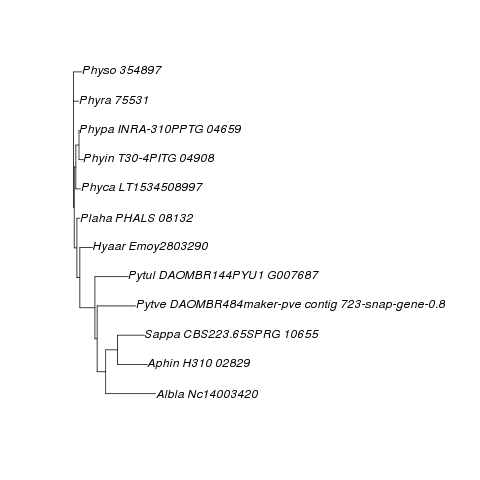 Physo 354897
Phyra 75531
Phypa INRA-310PPTG 04659
Phyin T30-4PITG 04908
Phyca LT1534508997
Plaha PHALS 08132
Hyaar Emoy2803290
Pytul DAOMBR144PYU1 G007687
Pytve DAOMBR484maker-pve contig 723-snap-gene-0.8
Sappa CBS223.65SPRG 10655
Aphin H310 02829
Albla Nc14003420